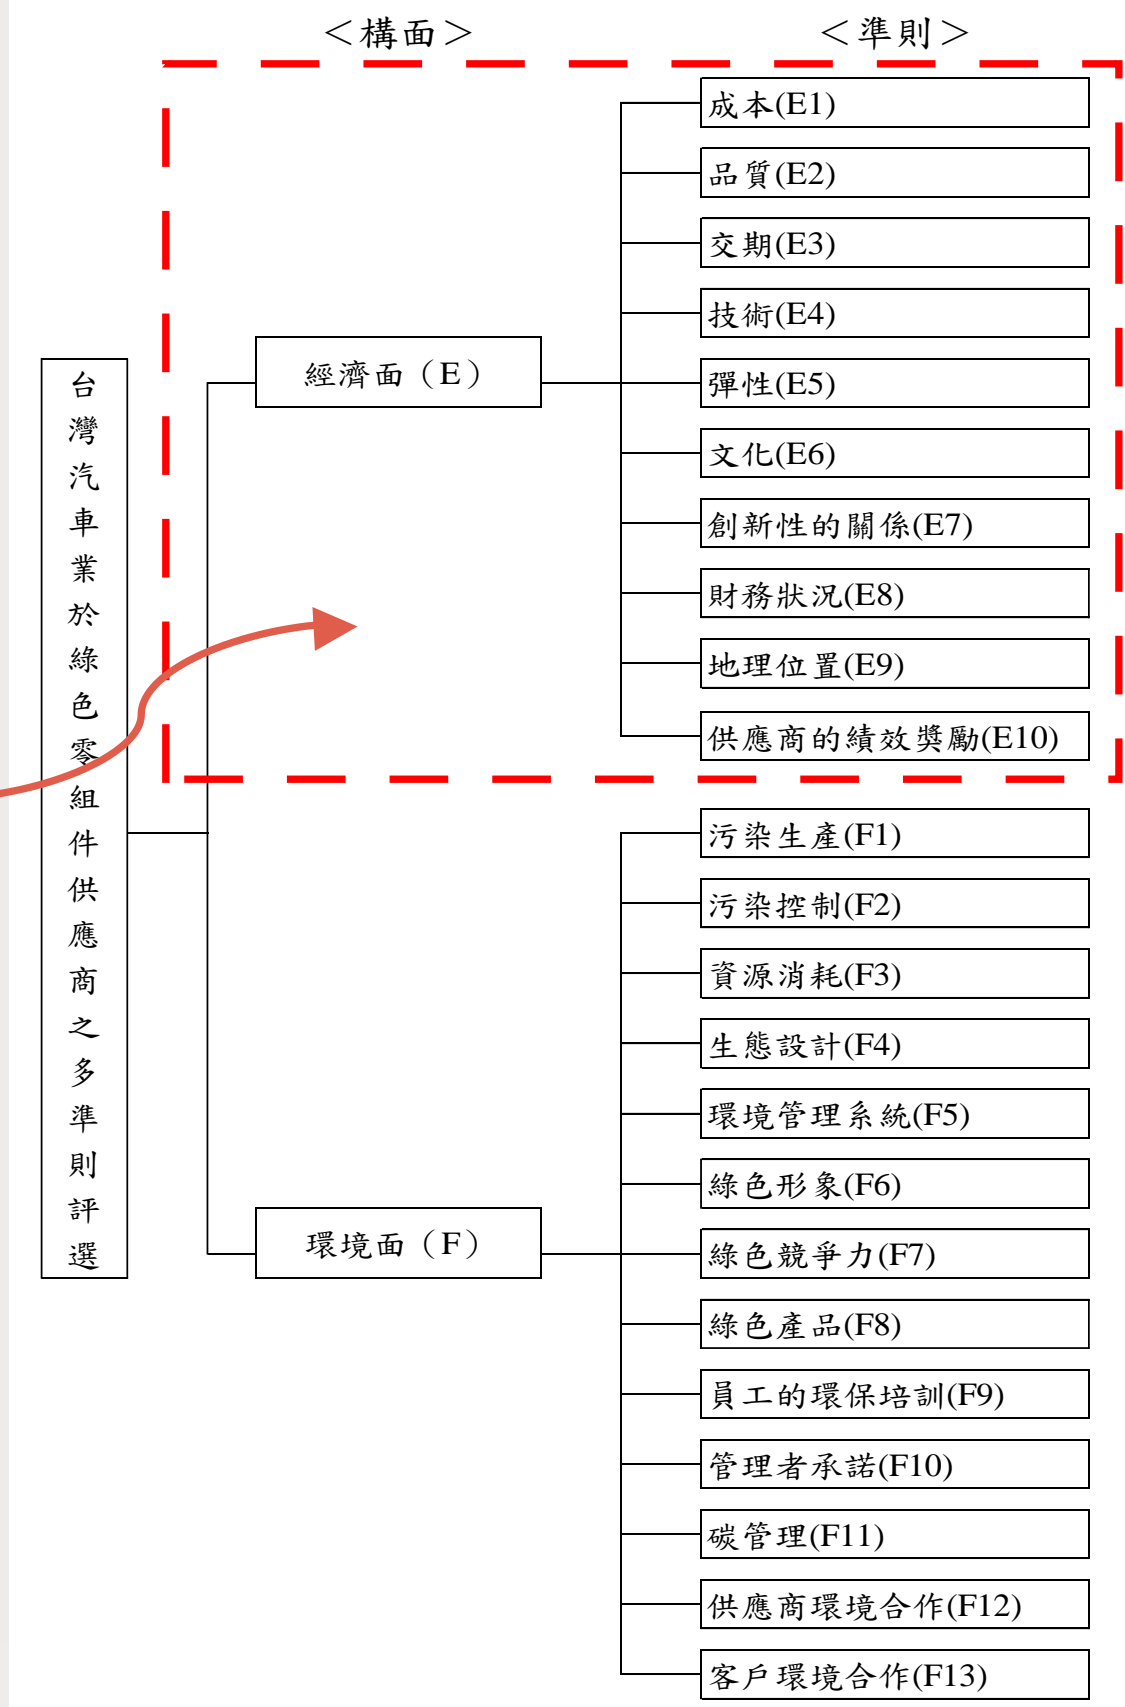 ＜構面＞
＜準則＞
台灣汽車業於綠色零組件供應商之多準則評選
經濟面（E）
成本(E1)
品質(E2)
交期(E3)
技術(E4)
彈性(E5)
文化(E6)
創新性的關係(E7)
財務狀況(E8)
地理位置(E9)
供應商的績效獎勵(E10)
環境面（F）
污染生產(F1)
污染控制(F2)
資源消耗(F3)
生態設計(F4)
環境管理系統(F5)
綠色形象(F6)
綠色競爭力(F7)
綠色產品(F8)
員工的環保培訓(F9)
管理者承諾(F10)
碳管理(F11)
供應商環境合作(F12)
客戶環境合作(F13)